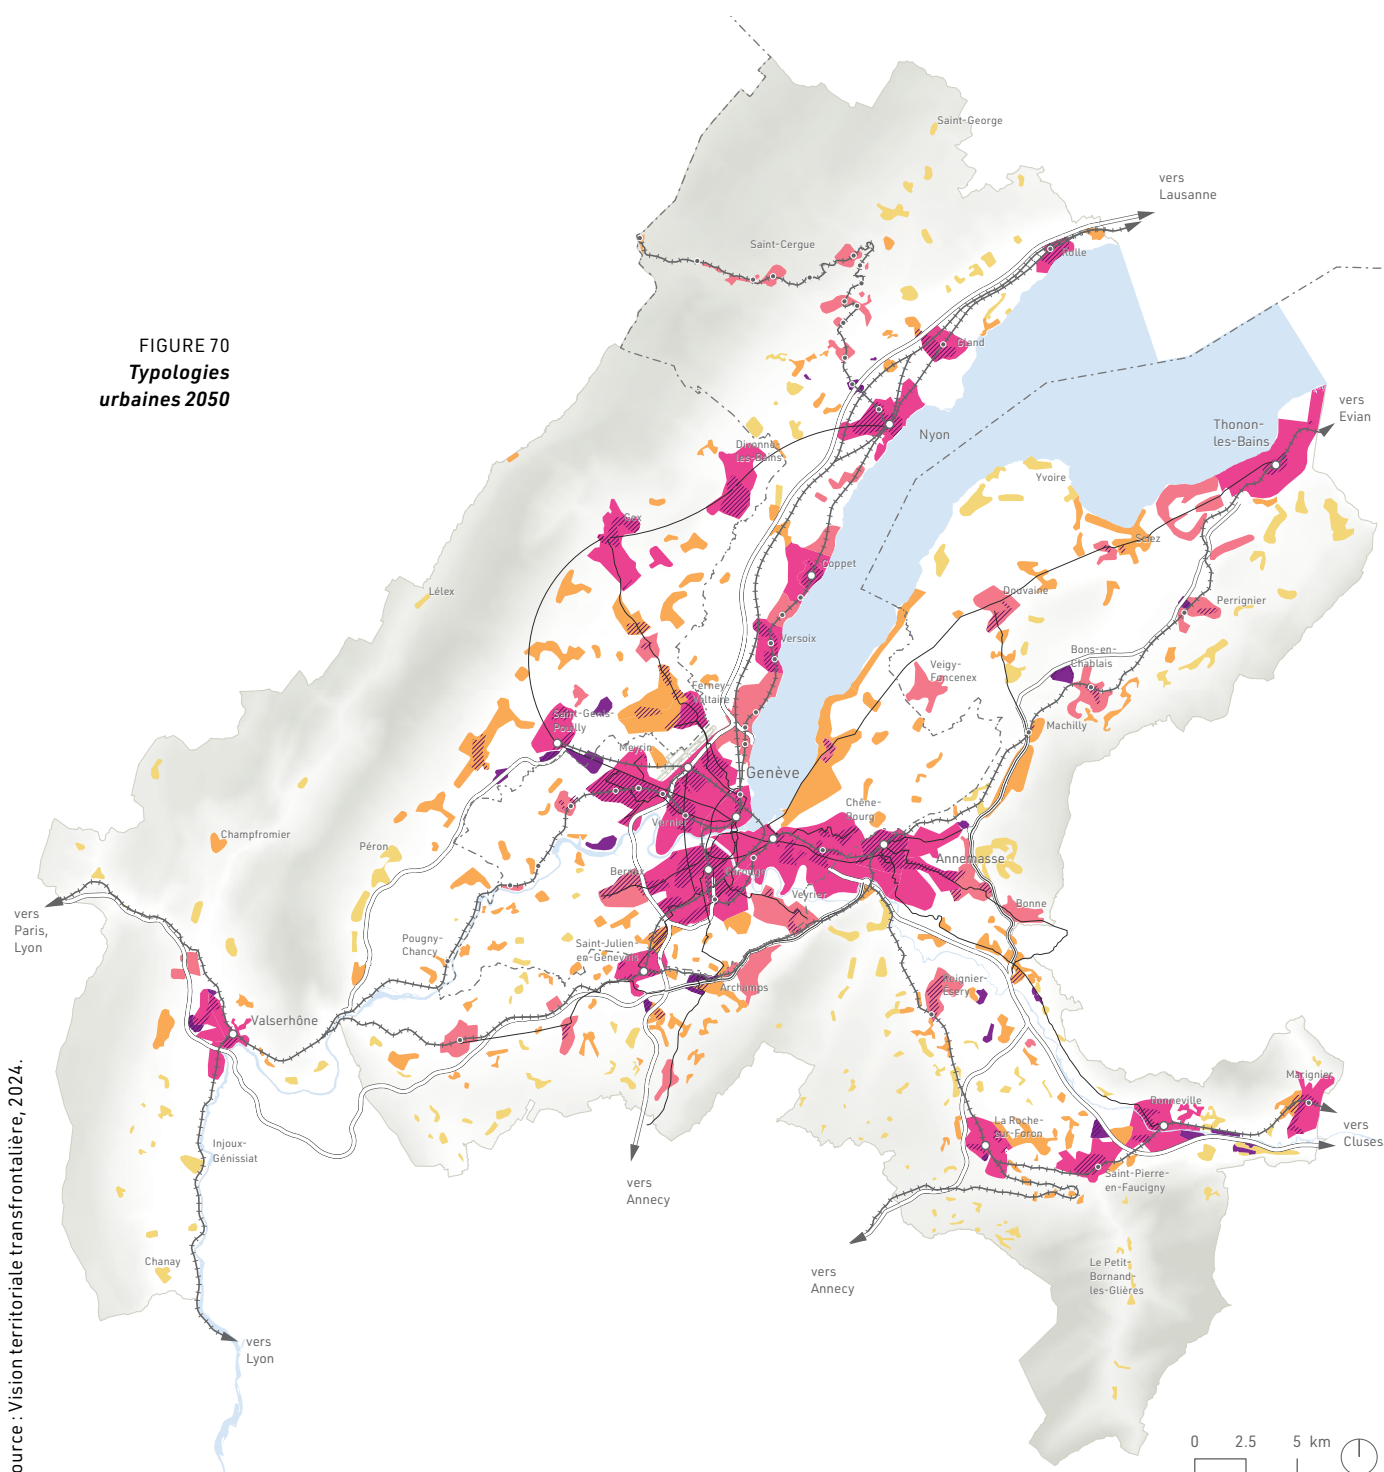 FIGURE 70
Typologies
urbaines 2050
Saint-George
vers
Lausanne
Saint-Cergue
Rolle
Gland
vers
Evian
Nyon
Thonon-
les-Bains
Divonne-
les-Bains
Yvoire
Gex
Sciez
Coppet
Lélex
Douvaine
Perrignier
Versoix
Bons-en-
Chablais
Veigy-
Foncenex
Ferney-
Voltaire
Saint-Genis-
Pouilly
Machilly
Meyrin
Genève
Chêne-
Bourg
Vernier
Champfromier
Péron
Annemasse
Bernex
Carouge
Veyrier
Bonne
vers
Paris,
Lyon
Pougny-
Chancy
Saint-Julien-
en-Genevois
Archamps
Reignier-
Esery
Valserhône
Marignier
Bonneville
La Roche-
sur-Foron
vers
Cluses
Injoux-
Génissiat
Saint-Pierre-
en-Faucigny
vers
Annecy
Chanay
vers
Annecy
Le Petit-
Bornand-
les-Glières
vers
Lyon
0 2.5 5 km
ource : Vision territoriale transfrontalière, 2024.